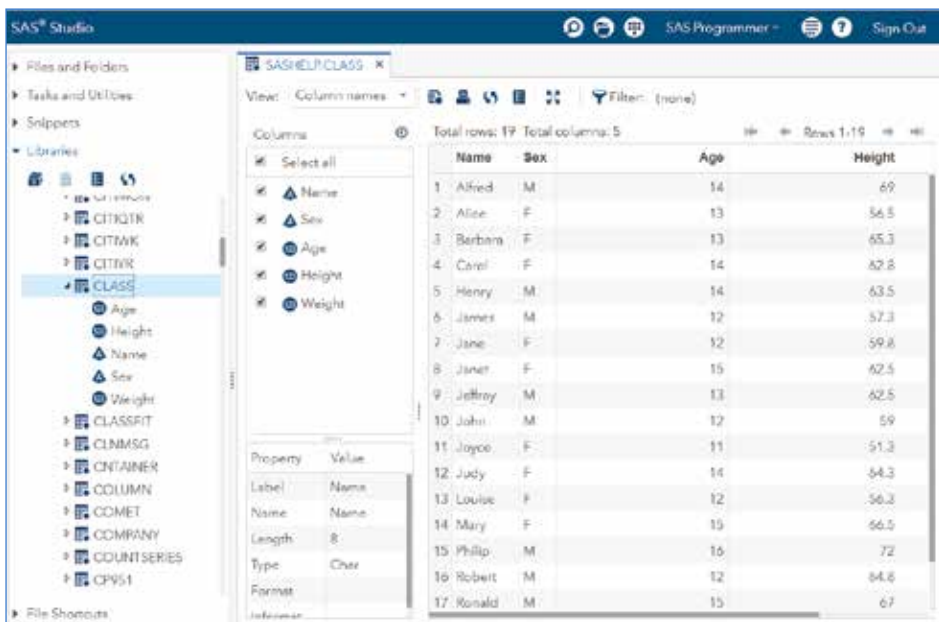 SAS® Studio
SAS Programmer
Sign Out
Files and Folders
Tasks and Utilities
Snippets
Libraries
CITIQTR
CITIWK
CITIYR
CLASS
Age
Height
Name
Sex
Weight
CLASSFIT
CLNMSG
CNTAINER
COLUMN
COMET
COMPANY
COUNTSERIES
CP951
File Shortcuts
SASHELP.CLASS
View: Column names
Filter: (none)
Columns
Select all
Name
Sex
Age
Height
Weight
Property Value
Label Name
Name Name
Length 8
Type Char
Format
Informat
Total rows: 19 Total columns: 5
Rows 1-19
Name Sex Age Height
1 Alfred M 14 69
2 Alice F 13 56.5
3 Barbara F 13 65.3
4 Carol F 14 62.8
5 Henry M 14 63.5
6 James M 12 57.3
7 Jane F 12 59.8
8 Janet F 15 62.5
9 Jeffrey M 13 62.5
10 John M 12 59
11 Joyce F 11 51.3
12 Judy F 14 64.3
13 Louise F 12 56.3
14 Mary F 15 66.5
15 Philip M 16 72
16 Robert M 12 64.8
17 Ronald M 15 67